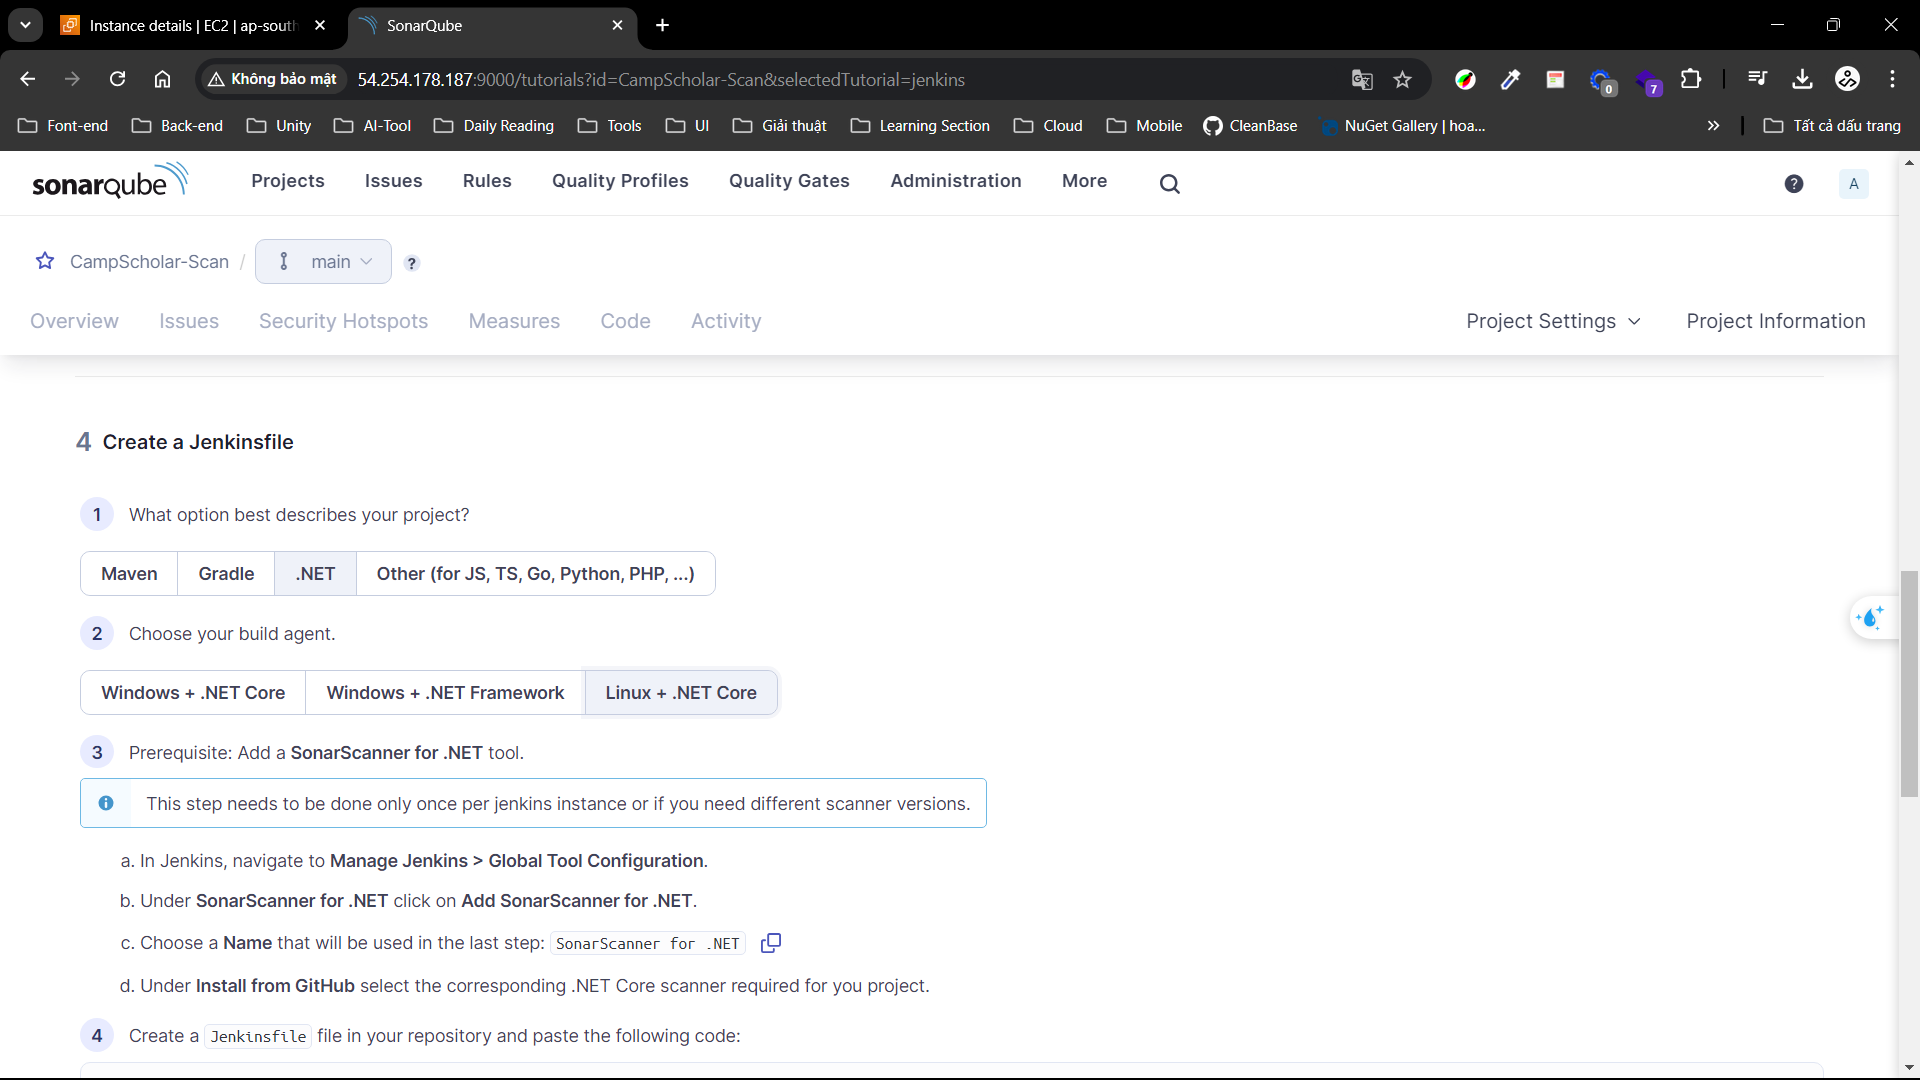 Instance details | EC2 | ap-south
SonarQube
Không bảo mật
54.254.178.187:9000/tutorials?id=CampScholar-Scan&selectedTutorial=jenkins
0
7
Font-end
Back-end
Unity
AI-Tool
Daily Reading
Tools
UI
Giải thuật
Learning Section
Cloud
Mobile
CleanBase
NuGet Gallery | hoa...
Tất cả dấu trang
sonarqube
Projects
Issues
Rules
Quality Profiles
Quality Gates
Administration
More
?
A
CampScholar-Scan / main
?
Overview
Issues
Security Hotspots
Measures
Code
Activity
Project Settings
Project Information
4 Create a Jenkinsfile
1 What option best describes your project?
Maven
Gradle
.NET
Other (for JS, TS, Go, Python, PHP, ...)
2 Choose your build agent.
Windows + .NET Core
Windows + .NET Framework
Linux + .NET Core
3 Prerequisite: Add a SonarScanner for .NET tool.
This step needs to be done only once per jenkins instance or if you need different scanner versions.
a. In Jenkins, navigate to Manage Jenkins > Global Tool Configuration.
b. Under SonarScanner for .NET click on Add SonarScanner for .NET.
c. Choose a Name that will be used in the last step: SonarScanner for .NET
d. Under Install from GitHub select the corresponding .NET Core scanner required for you project.
4 Create a Jenkinsfile file in your repository and paste the following code: